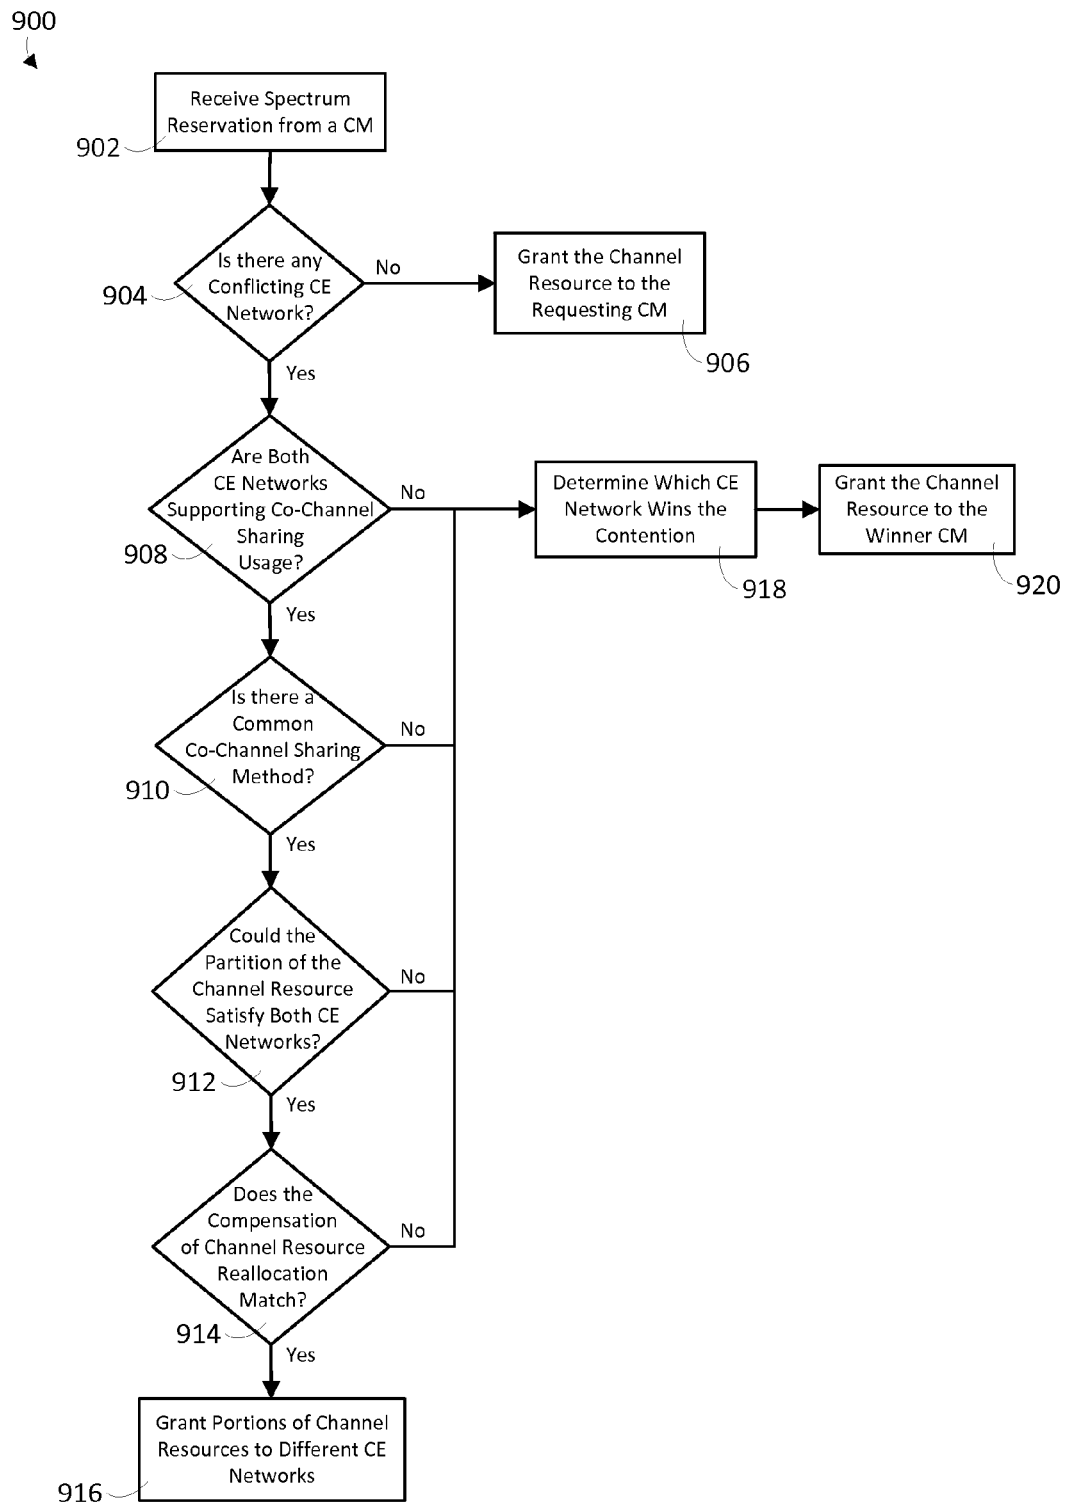 900
Receive Spectrum
Reservation from a CM
902
Is there any
Conflicting CE
Network?
904
No
Grant the Channel
Resource to the
Requesting CM
906
Yes
Are Both
CE Networks
Supporting Co-Channel
Sharing
Usage?
908
No
Determine Which CE
Network Wins the
Contention
918
Grant the Channel
Resource to the
Winner CM
920
Yes
Is there a
Common
Co-Channel Sharing
Method?
910
No
Yes
Could the
Partition of the
Channel Resource
Satisfy Both CE
Networks?
912
No
Yes
Does the
Compensation
of Channel Resource
Reallocation
Match?
914
No
Yes
Grant Portions of Channel
Resources to Different CE
Networks
916